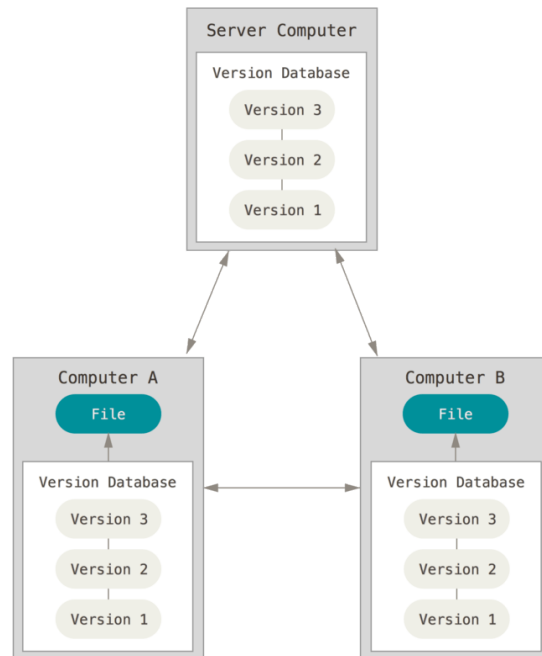 Server Computer
Version Database
Version 3
Version 2
Version 1
Computer A
File
Version Database
Version 3
Version 2
Version 1
Computer B
File
Version Database
Version 3
Version 2
Version 1